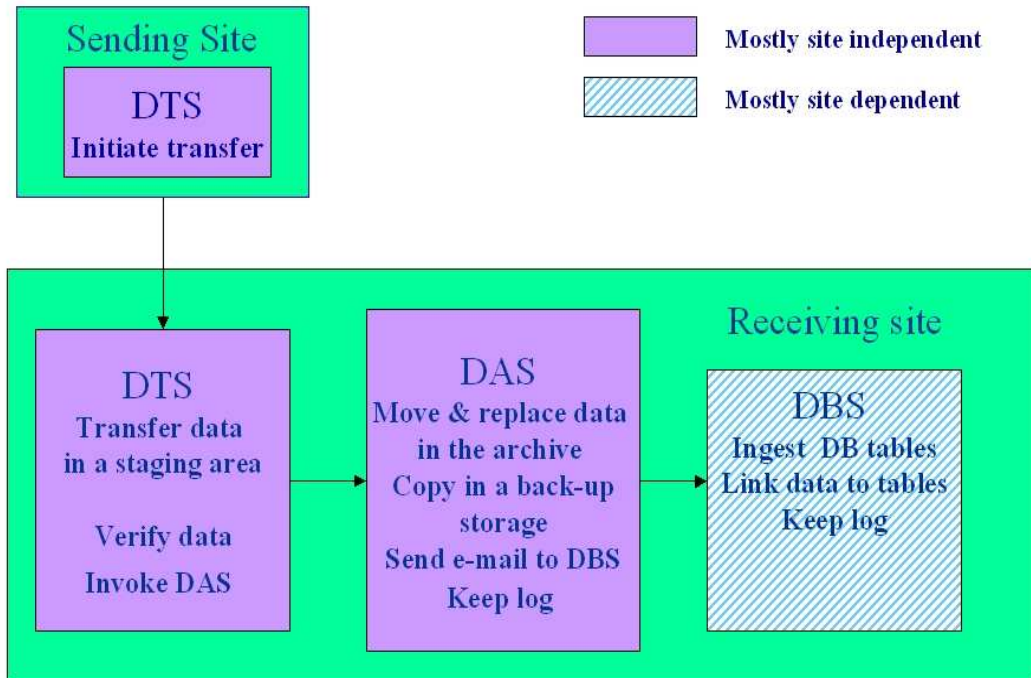 Sending Site
DTS
Initiate transfer
Mostly site independent
Mostly site dependent
Receiving site
DTS
Transfer data
in a staging area
Verify data
Invoke DAS
DAS
Move & replace data
in the archive
Copy in a back-up
storage
Send e-mail to DBS
Keep log
DBS
Ingest DB tables
Link data to tables
Keep log